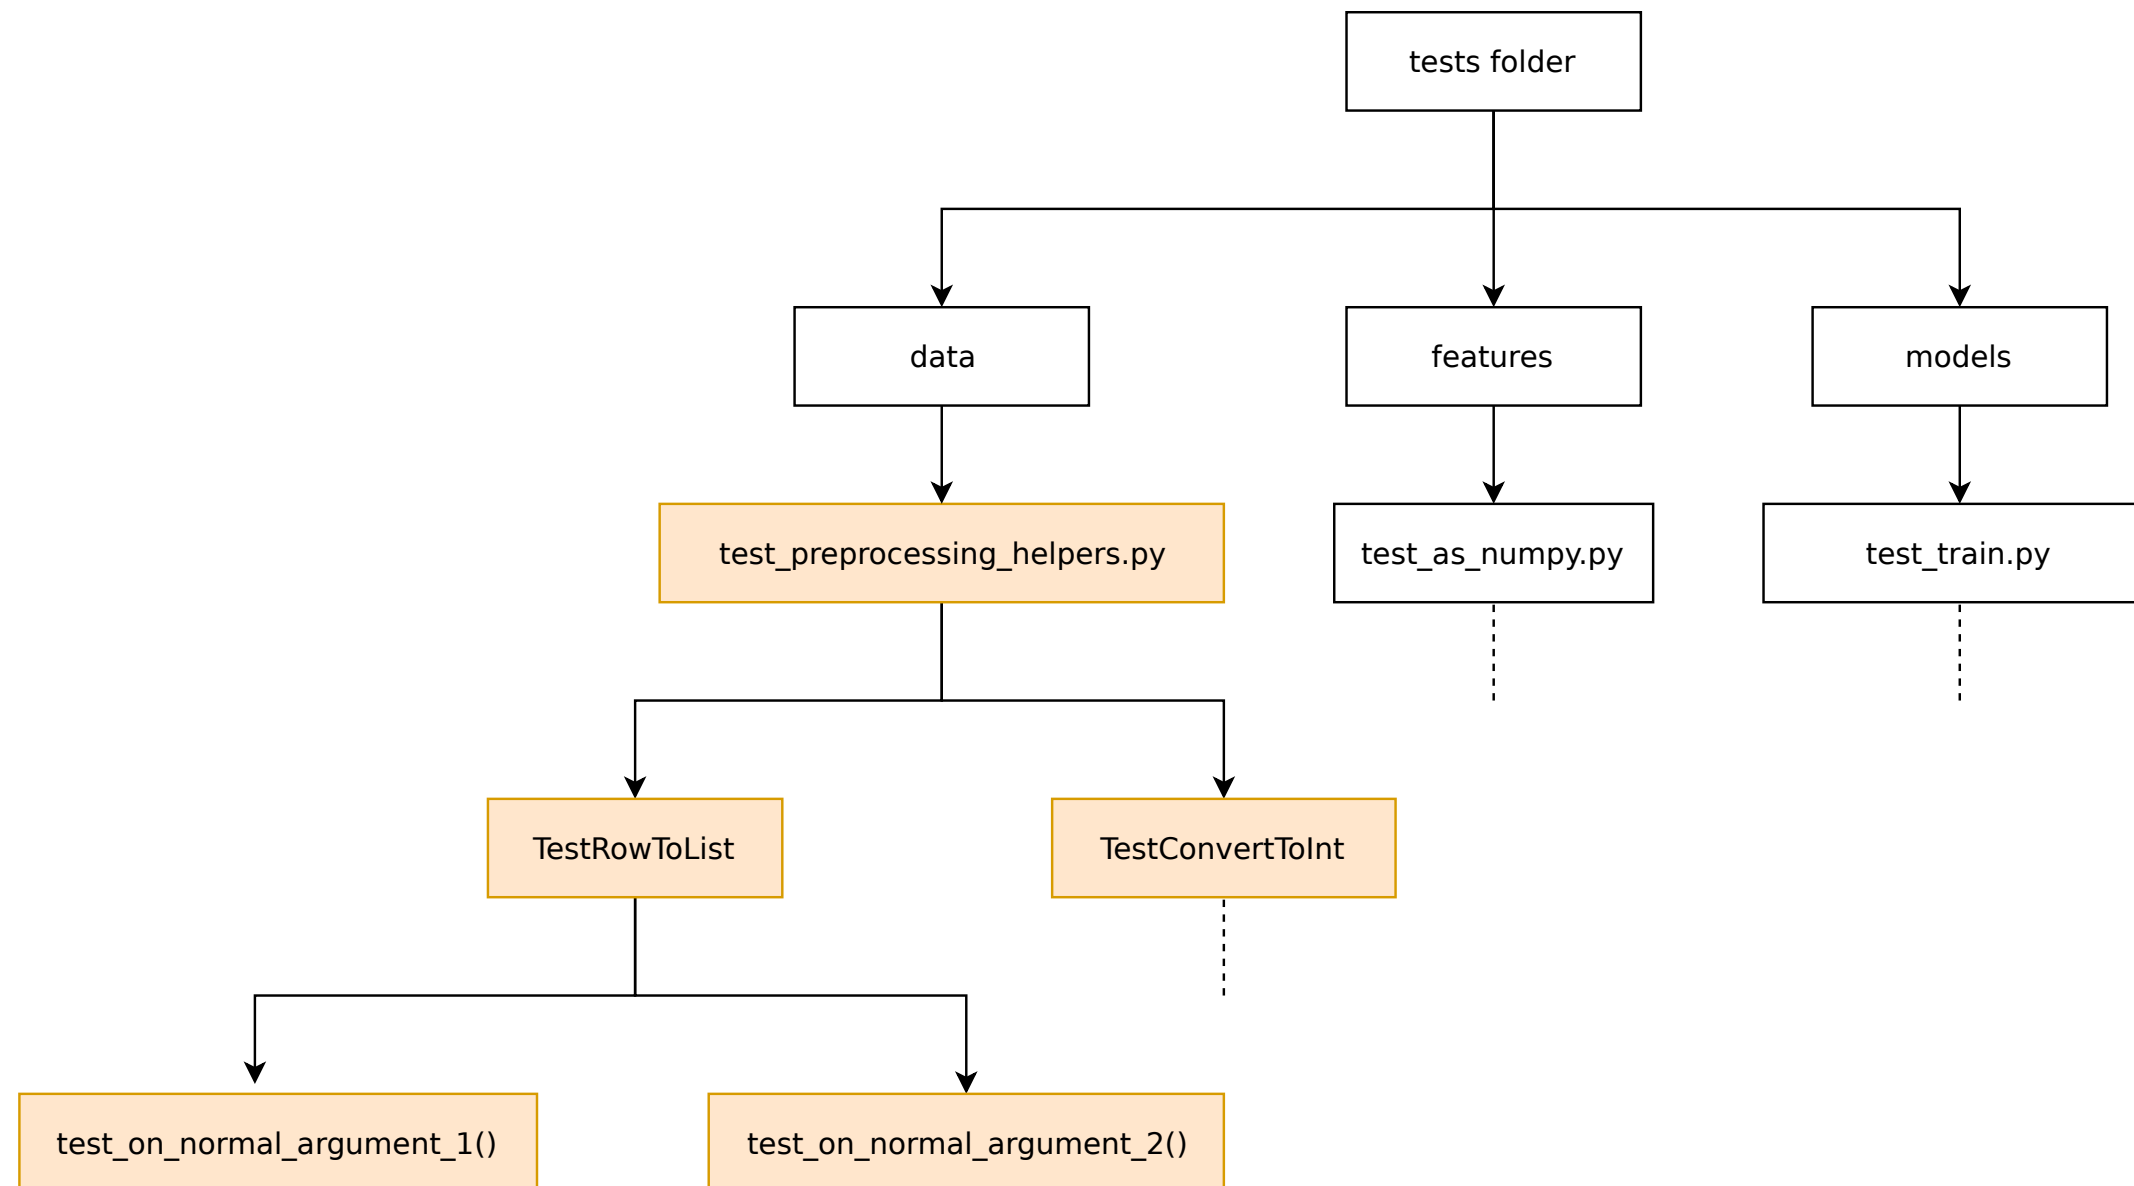 tests folder
data
features
models
test_preprocessing_helpers.py
test_as_numpy.py
test_train.py
TestRowToList
TestConvertToInt
test_on_normal_argument_1()
test_on_normal_argument_2()